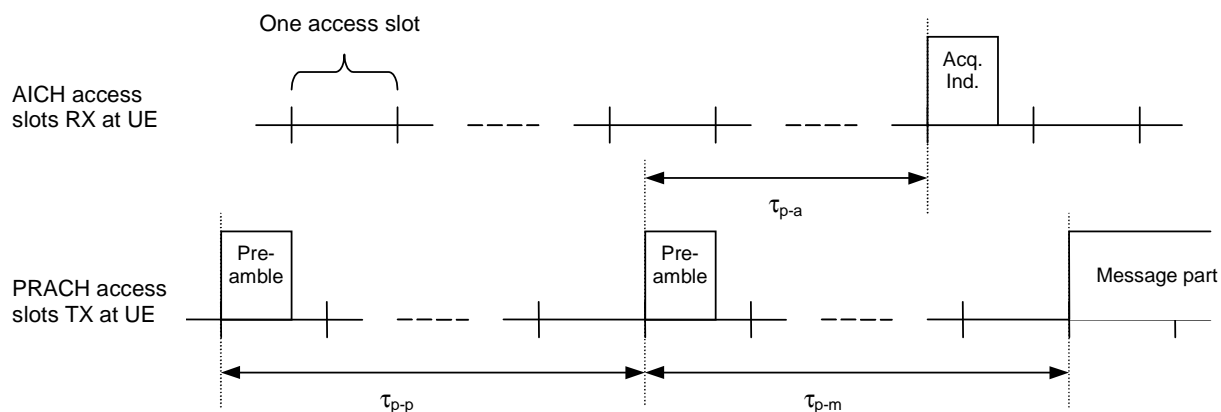 One access slot
AICH access
slots RX at UE
Acq.
Ind.
τp-a
PRACH access
slots TX at UE
Pre-
amble
Pre-
amble
Message part
τp-p
τp-m